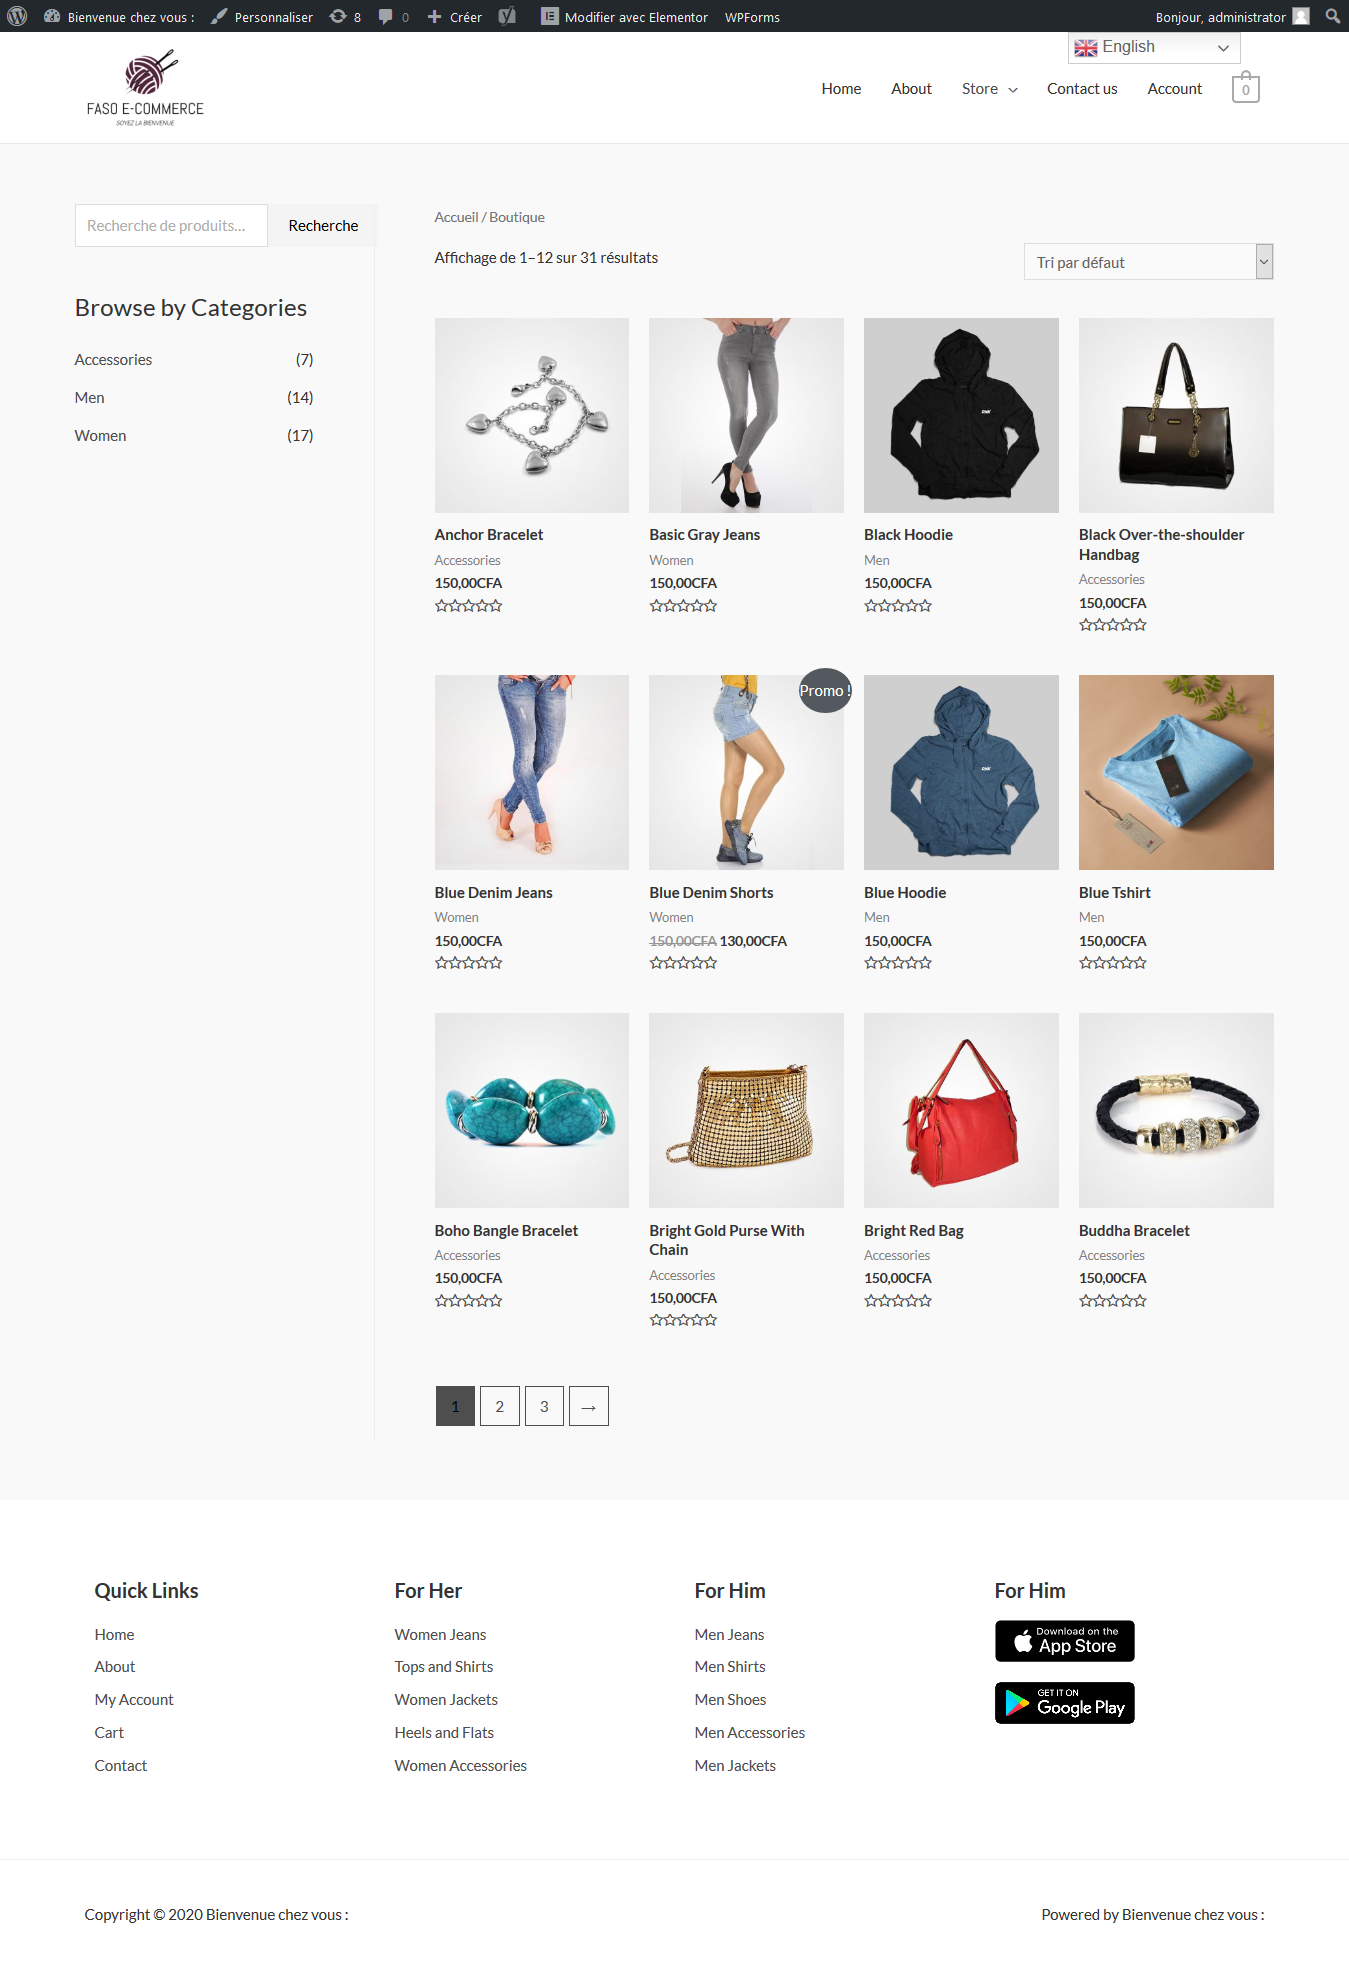 Bienvenue chez vous :
Personnaliser
8
0
Créer
Modifier avec Elementor
WPForms
Bonjour, administrator
FASO E-COMMERCE
SOYEZ LA BIENVENUE
English
Home
About
Store
Contact us
Account
0
Recherche de produits…
Recherche
Browse by Categories
Accessories (7)
Men (14)
Women (17)
Accueil / Boutique
Affichage de 1–12 sur 31 résultats
Tri par défaut
Anchor Bracelet
Accessories
150,00CFA
Basic Gray Jeans
Women
150,00CFA
Black Hoodie
Men
150,00CFA
Black Over-the-shoulder
Handbag
Accessories
150,00CFA
Blue Denim Jeans
Women
150,00CFA
Promo !
Blue Denim Shorts
Women
150,00CFA 130,00CFA
Blue Hoodie
Men
150,00CFA
Blue Tshirt
Men
150,00CFA
Boho Bangle Bracelet
Accessories
150,00CFA
Bright Gold Purse With
Chain
Accessories
150,00CFA
Bright Red Bag
Accessories
150,00CFA
Buddha Bracelet
Accessories
150,00CFA
1 2 3 →
Quick Links
Home
About
My Account
Cart
Contact
For Her
Women Jeans
Tops and Shirts
Women Jackets
Heels and Flats
Women Accessories
For Him
Men Jeans
Men Shirts
Men Shoes
Men Accessories
Men Jackets
For Him
Download on the
App Store
GET IT ON
Google Play
Copyright © 2020 Bienvenue chez vous :
Powered by Bienvenue chez vous :